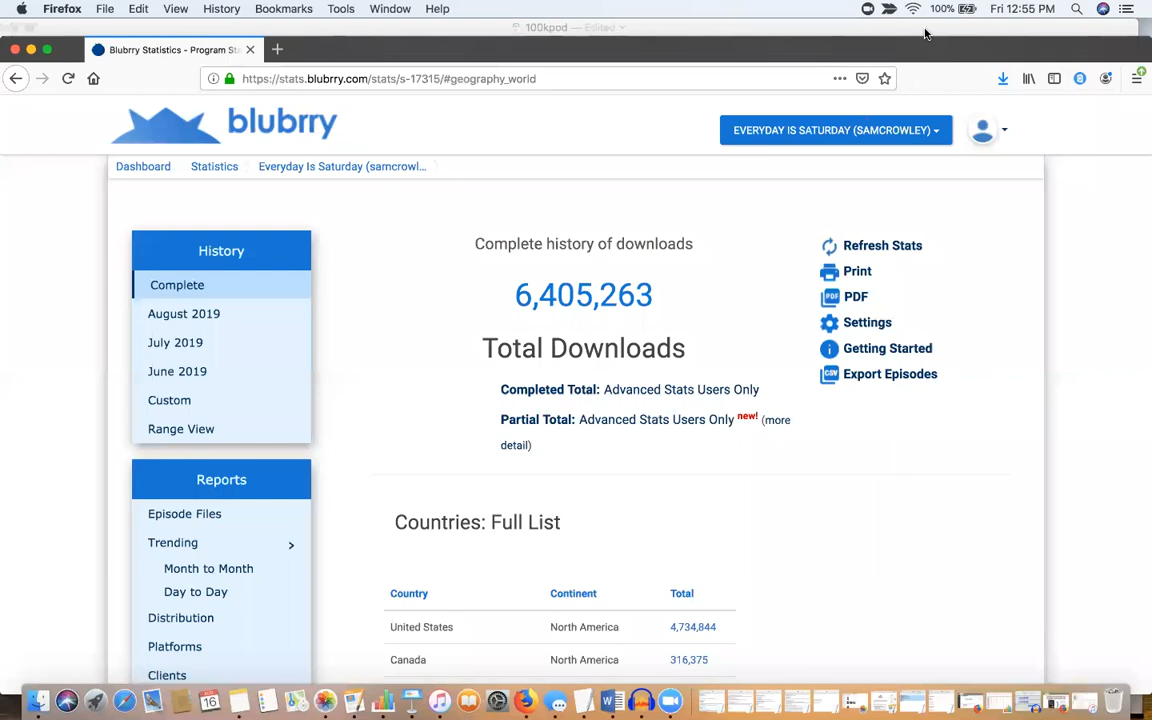 Firefox File Edit View History Bookmarks Tools Window Help 100% Fri 12:55 PM
100kpod — Edited
Blubrry Statistics - Program St
https://stats.blubrry.com/stats/s-17315/#geography_world
blubrry
EVERYDAY IS SATURDAY (SAMCROWLEY)
Dashboard Statistics Everyday Is Saturday (samcrowl...
History
Complete
August 2019
July 2019
June 2019
Custom
Range View
Reports
Episode Files
Trending
Month to Month
Day to Day
Distribution
Platforms
Clients
Complete history of downloads
6,405,263
Total Downloads
Completed Total: Advanced Stats Users Only
Partial Total: Advanced Stats Users Only new! (more
detail)
Refresh Stats
Print
PDF
Settings
Getting Started
Export Episodes
Countries: Full List
Country Continent Total
United States North America 4,734,844
Canada North America 316,375
16